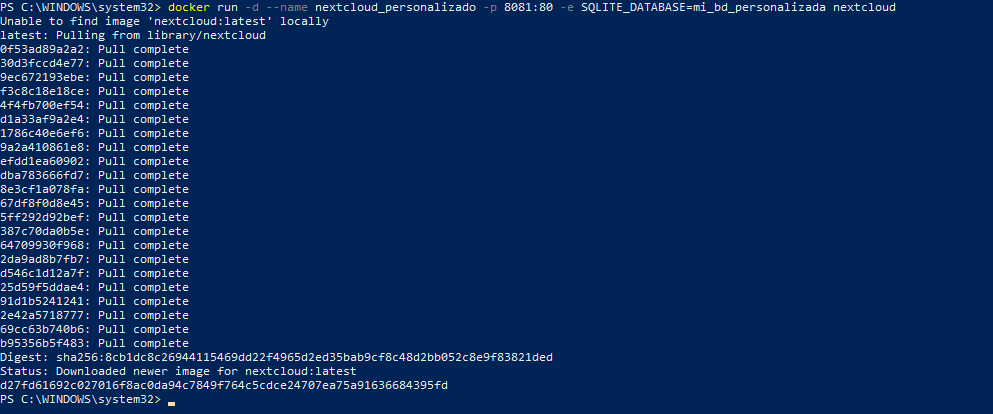 PS C:\WINDOWS\system32> docker run -d --name nextcloud_personalizado -p 8081:80 -e SQLITE_DATABASE=mi_bd_personalizada nextcloud
Unable to find image 'nextcloud:latest' locally
latest: Pulling from library/nextcloud
0f53ad89a2a2: Pull complete
30d3fccd4e77: Pull complete
9ec672193ebe: Pull complete
f3c8c18e18ce: Pull complete
4f4fb700ef54: Pull complete
d1a33af9a2e4: Pull complete
1786c40e6ef6: Pull complete
9a2a410861e8: Pull complete
efdd1ea60902: Pull complete
dba783666fd7: Pull complete
8e3cf1a078fa: Pull complete
67df8f0d8e45: Pull complete
5ff292d92bef: Pull complete
387c70da0b5e: Pull complete
64709930f968: Pull complete
2da9ad8b7fb7: Pull complete
d546c1d12a7f: Pull complete
25d59f5ddae4: Pull complete
91d1b5241241: Pull complete
2e42a5718777: Pull complete
69cc63b740b6: Pull complete
b95356b5f483: Pull complete
Digest: sha256:8cb1dc8c26944115469dd22f4965d2ed35bab9cf8c48d2bb052c8e9f83821ded
Status: Downloaded newer image for nextcloud:latest
d27fd61692c027016f8ac0da94c7849f764c5cdce24707ea75a91636684395fd
PS C:\WINDOWS\system32>